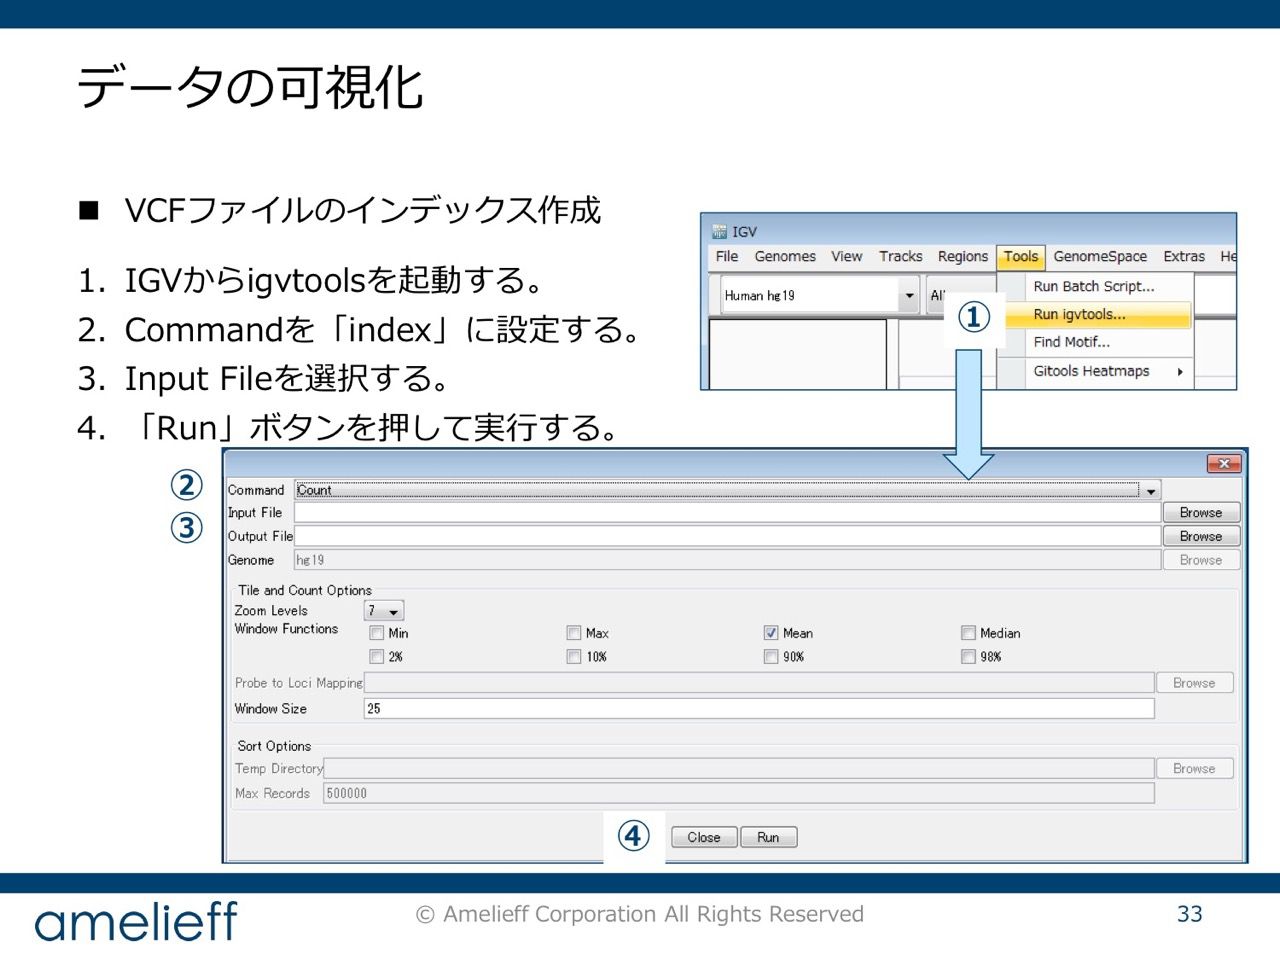 データの可視化
■ VCFファイルのインデックス作成
1. IGVからigvtoolsを起動する。
2. Commandを「index」に設定する。
3. Input Fileを選択する。
4. 「Run」ボタンを押して実行する。
IGV
File Genomes View Tracks Regions Tools GenomeSpace Extras He
Human hg19 All
Run Batch Script...
① Run igvtools...
Find Motif...
Gitools Heatmaps
② Command Count
③ Input File Browse
Output File Browse
Genome hg19 Browse
Tile and Count Options
Zoom Levels 7
Window Functions Min Max Mean Median
2% 10% 90% 98%
Probe to Loci Mapping Browse
Window Size 25
Sort Options
Temp Directory Browse
Max Records 500000
④ Close Run
amelieff © Amelieff Corporation All Rights Reserved 33